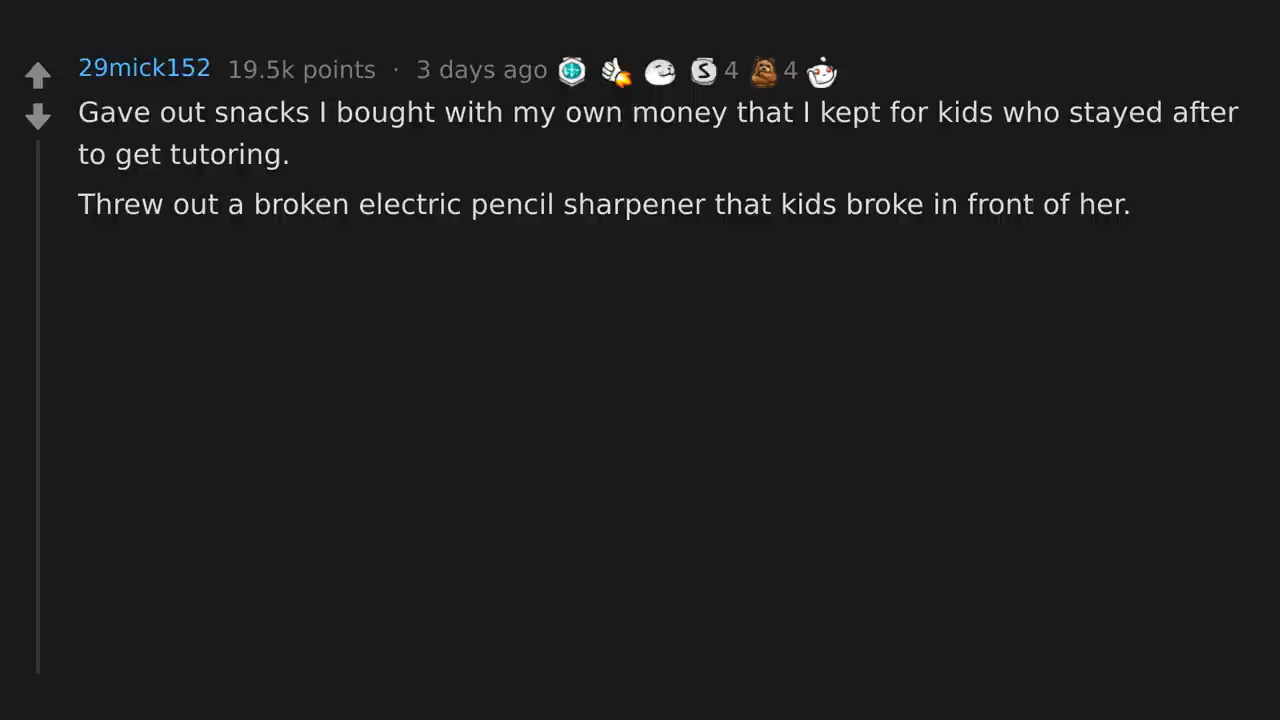 29mick152 19.5k points · 3 days ago S 4 4
Gave out snacks I bought with my own money that I kept for kids who stayed after
to get tutoring.
Threw out a broken electric pencil sharpener that kids broke in front of her.